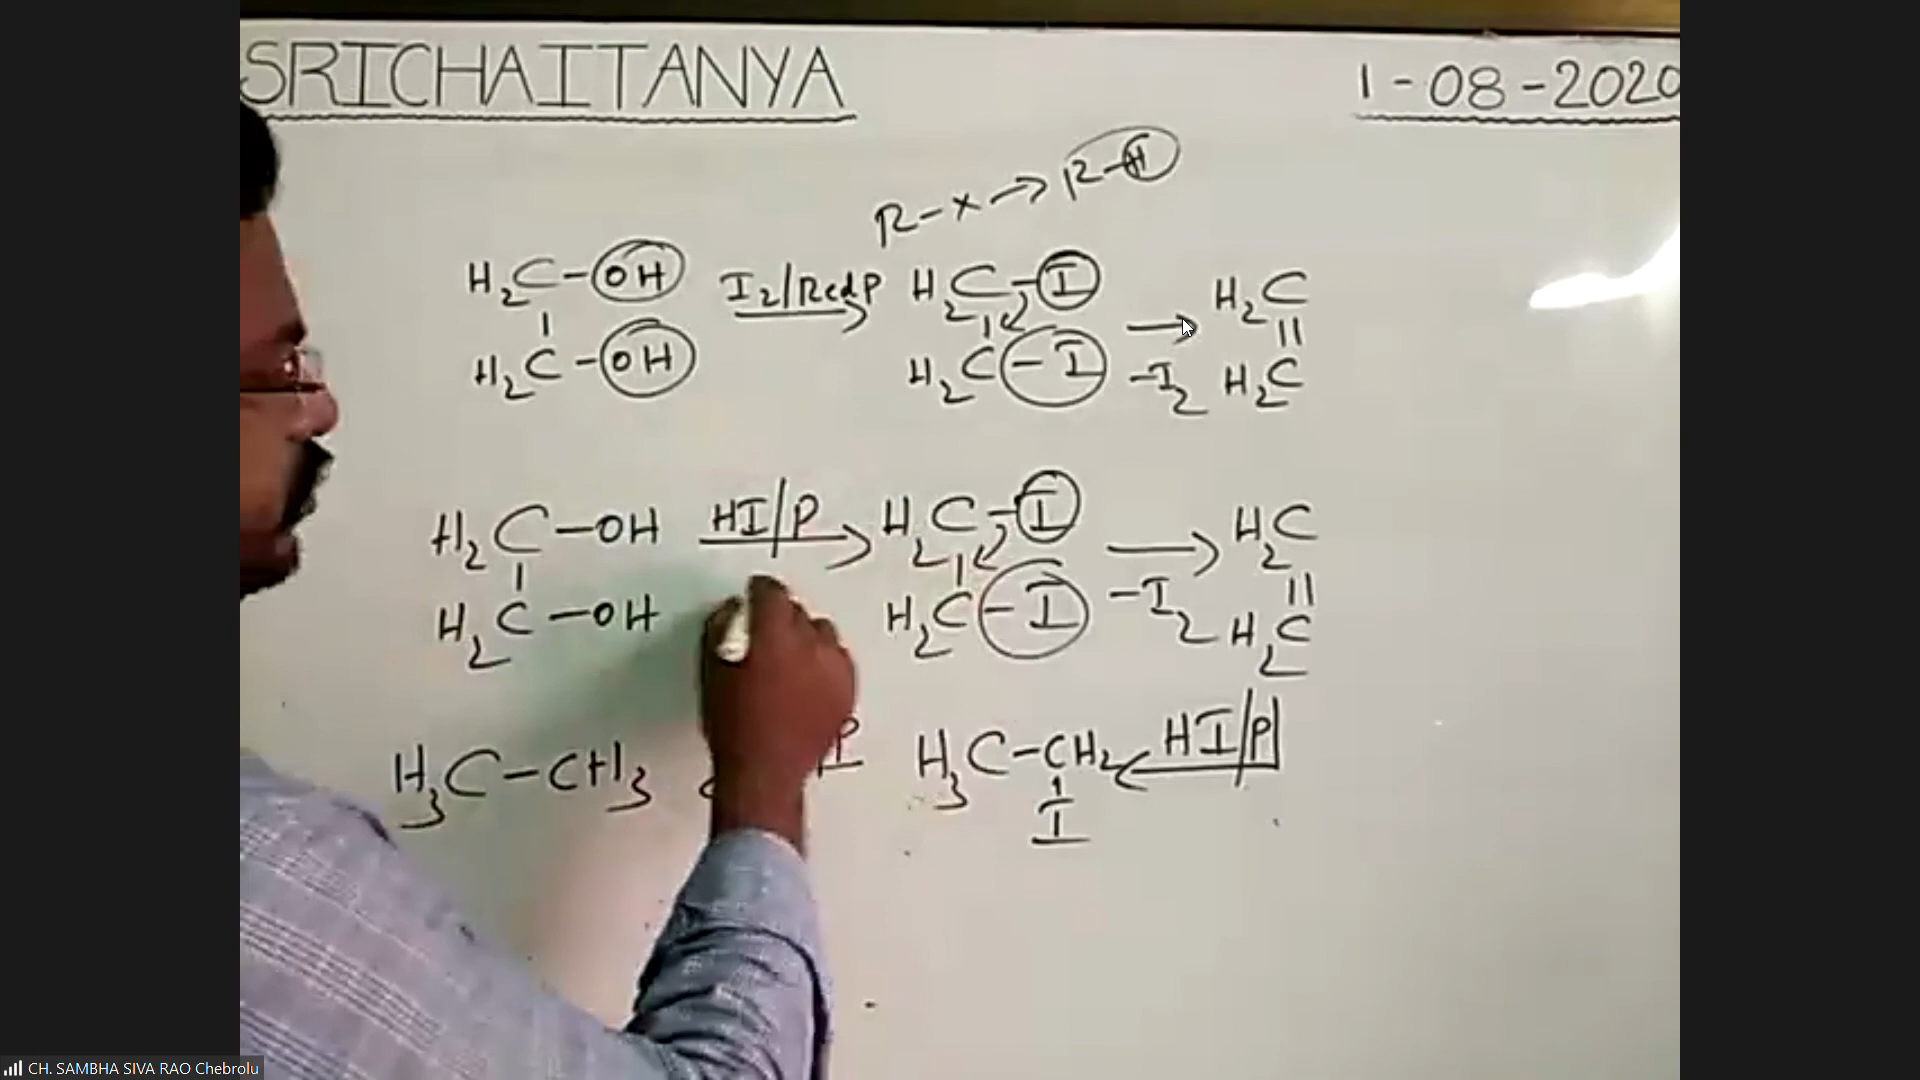 SRICHAITANYA 1-08-2020
R-X → R-H
H2C-OH I2/Red P H2C-I → H2C
H2C-OH H2C-I -I2 H2C
H2C-OH HI/P H2C-I → H2C
H2C-OH H2C-I -I2 H2C
H3C-CH3 P H3C-CH2 HI/P
I
CH. SAMBHA SIVA RAO Chebrolu